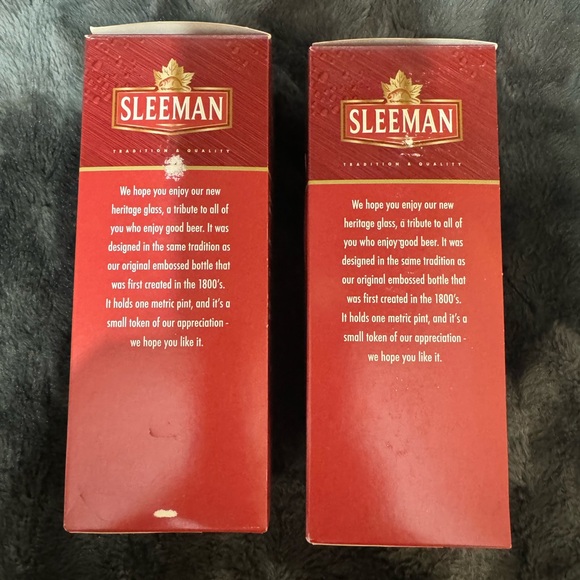 SLEEMAN
TRADITION & QUALITY
We hope you enjoy our new
heritage glass, a tribute to all of
you who enjoy good beer. It was
designed in the same tradition as
our original embossed bottle that
was first created in the 1800's.
It holds one metric pint, and it's a
small token of our appreciation -
we hope you like it.
SLEEMAN
TRADITION & QUALITY
We hope you enjoy our new
heritage glass, a tribute to all of
you who enjoy good beer. It was
designed in the same tradition as
our original embossed bottle that
was first created in the 1800's.
It holds one metric pint, and it's a
small token of our appreciation -
we hope you like it.